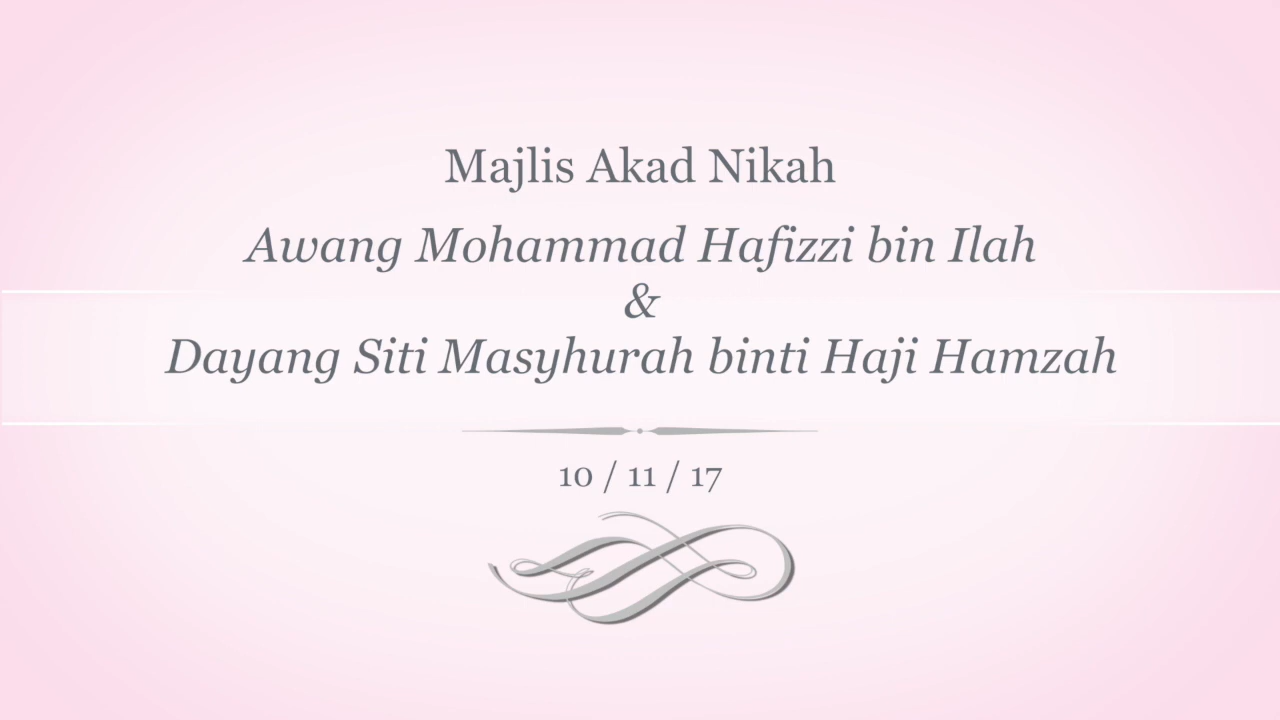 Majlis Akad Nikah
Awang Mohammad Hafizzi bin Ilah
&
Dayang Siti Masyhurah binti Haji Hamzah
10 / 11 / 17